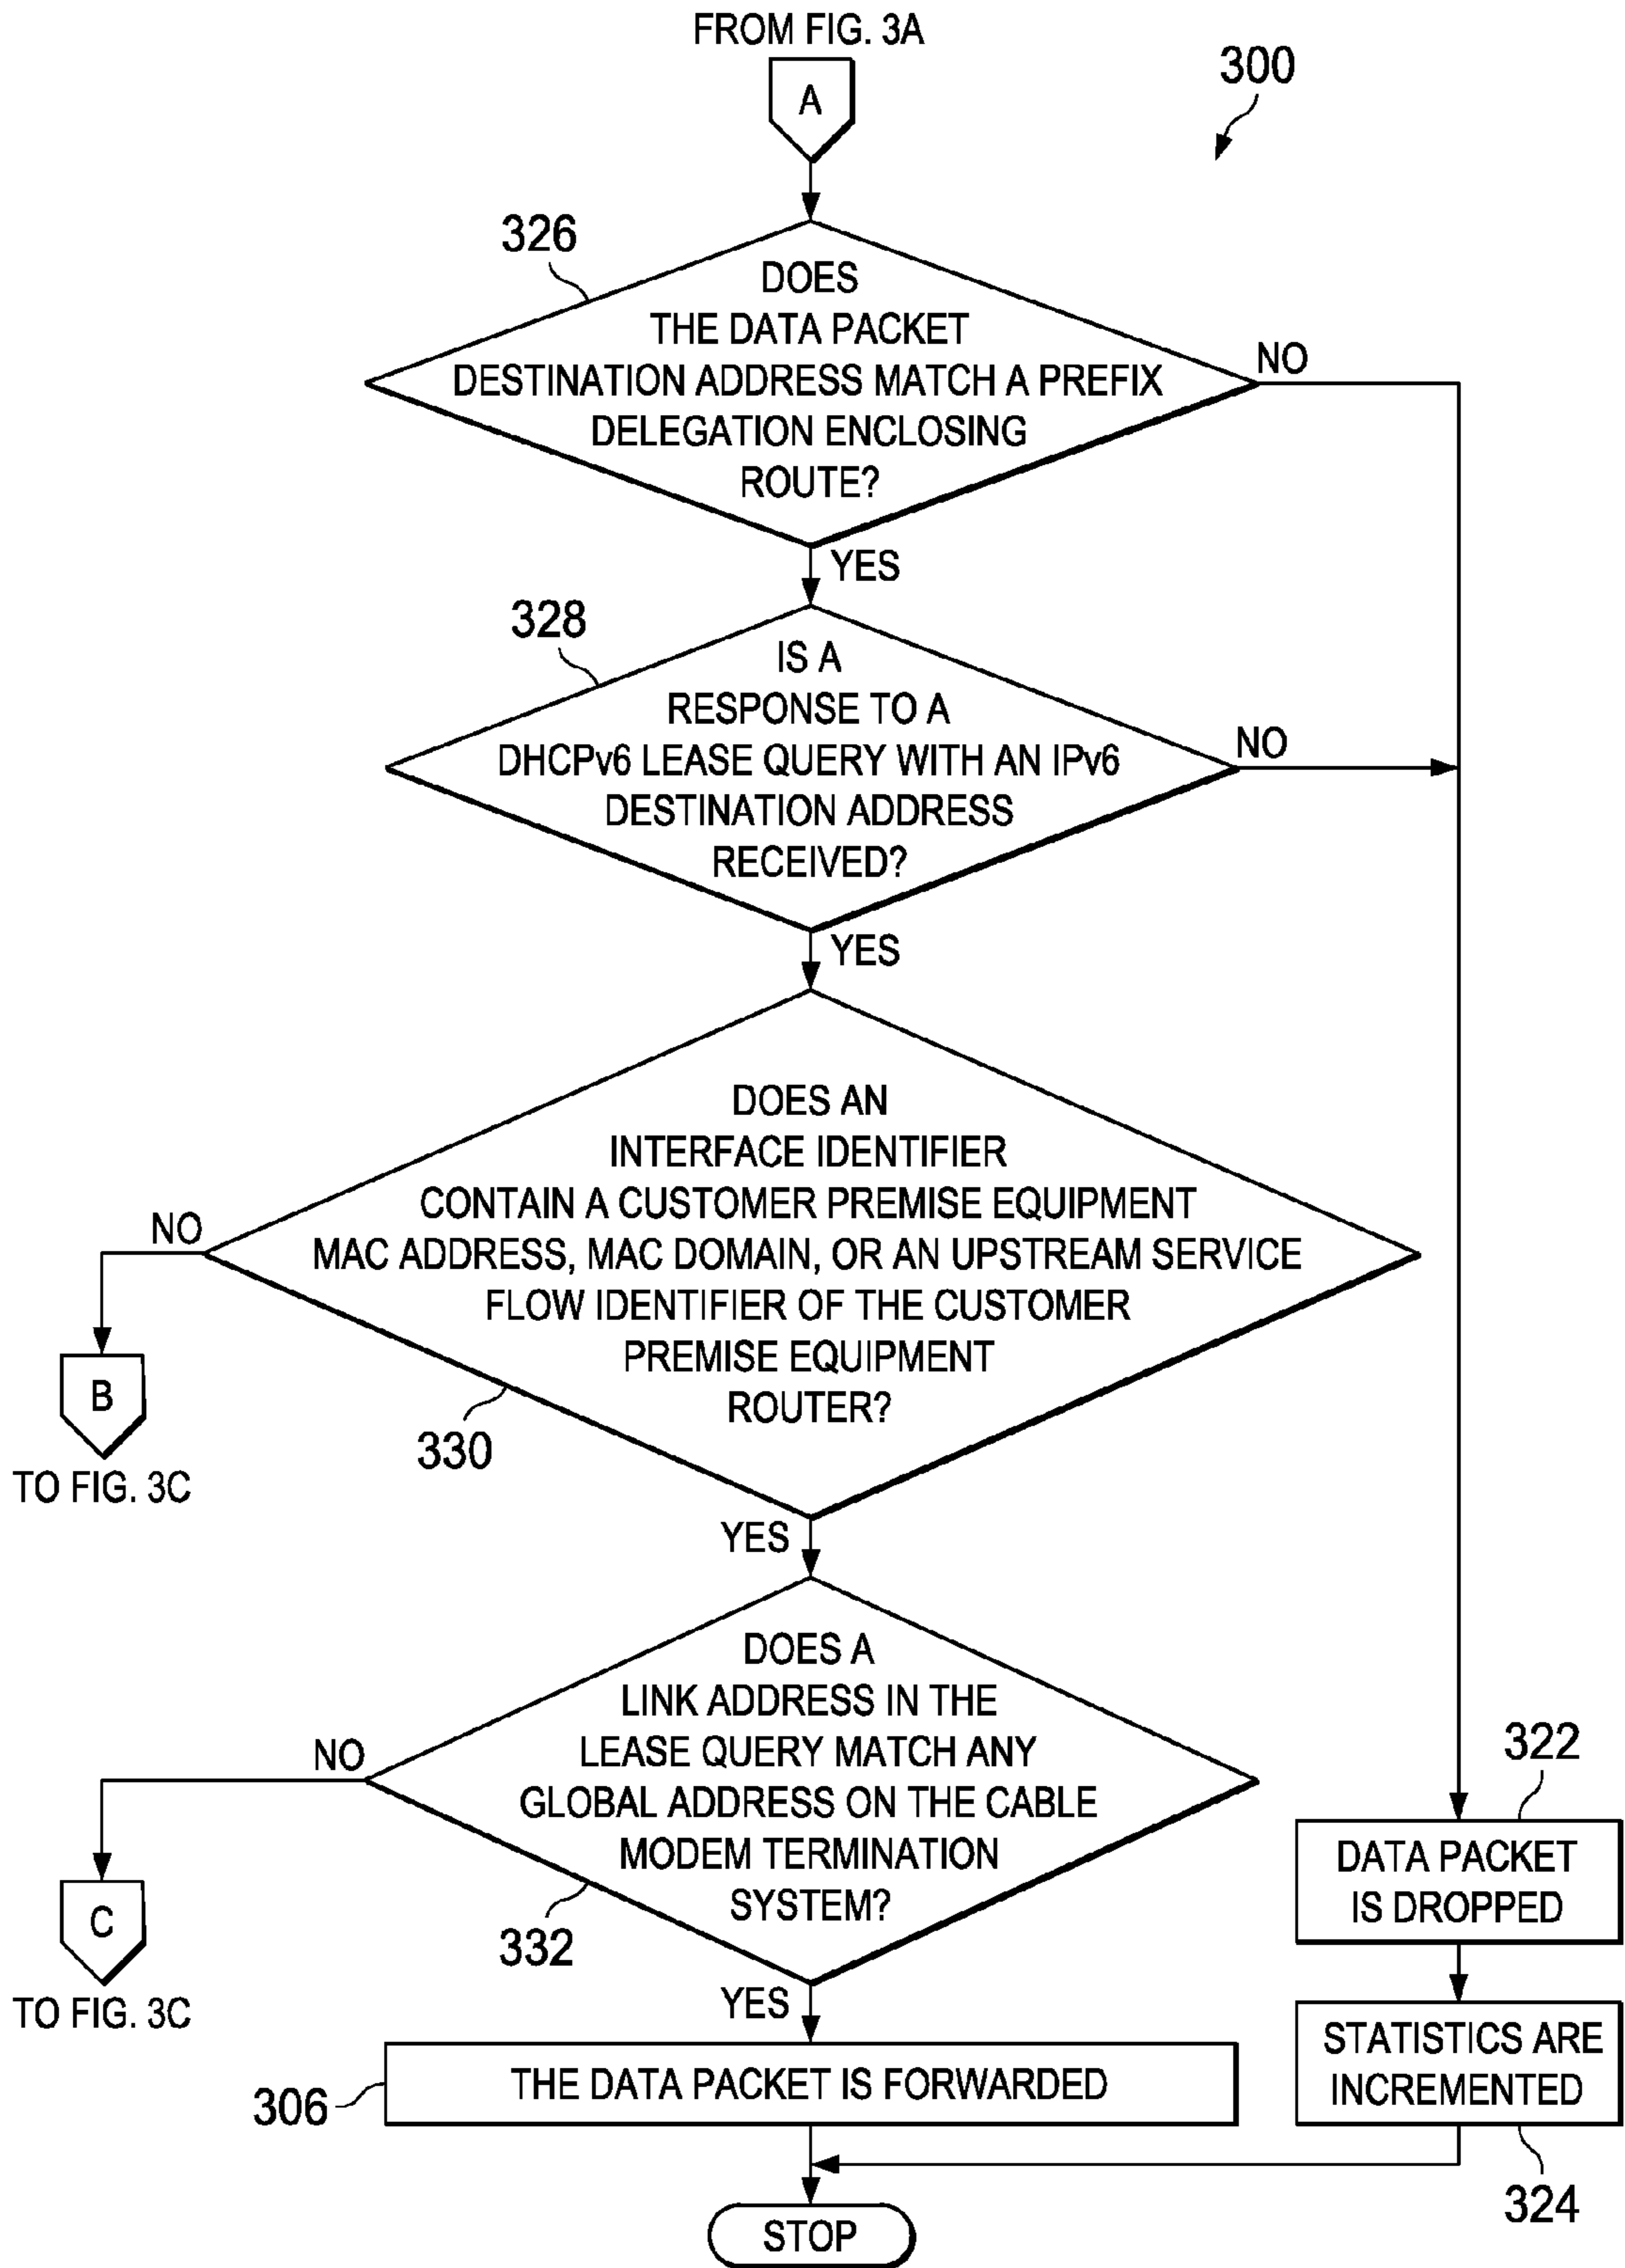 FROM FIG. 3A
A
300
326
DOES
THE DATA PACKET
DESTINATION ADDRESS MATCH A PREFIX
DELEGATION ENCLOSING
ROUTE?
NO
YES
328
IS A
RESPONSE TO A
DHCPv6 LEASE QUERY WITH AN IPv6
DESTINATION ADDRESS
RECEIVED?
NO
YES
DOES AN
INTERFACE IDENTIFIER
CONTAIN A CUSTOMER PREMISE EQUIPMENT
MAC ADDRESS, MAC DOMAIN, OR AN UPSTREAM SERVICE
FLOW IDENTIFIER OF THE CUSTOMER
PREMISE EQUIPMENT
ROUTER?
NO
B
TO FIG. 3C
330
YES
DOES A
LINK ADDRESS IN THE
LEASE QUERY MATCH ANY
GLOBAL ADDRESS ON THE CABLE
MODEM TERMINATION
SYSTEM?
NO
C
TO FIG. 3C
332
YES
322
DATA PACKET
IS DROPPED
306
THE DATA PACKET IS FORWARDED
STATISTICS ARE
INCREMENTED
324
STOP